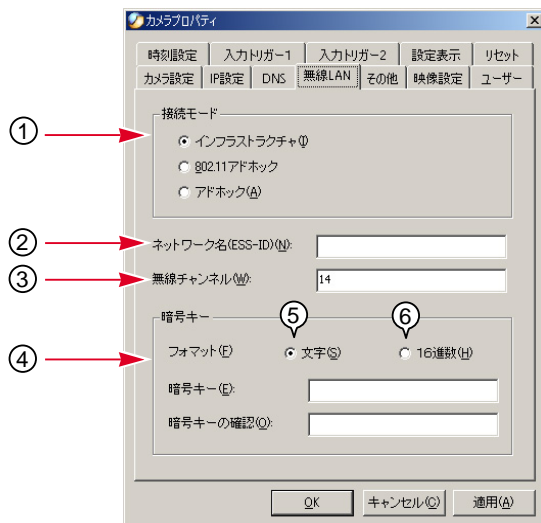 カメラプロパティ
時刻設定 入力トリガー1 入力トリガー2 設定表示 リセット
カメラ設定 IP設定 DNS 無線LAN その他 映像設定 ユーザー
接続モード
① インフラストラクチャ(I)
802.11アドホック
アドホック(A)
② ネットワーク名(ESS-ID)(N):
③ 無線チャンネル(W): 14
暗号キー
⑤ ⑥
④ フォマット(F) 文字(S) 16進数(H)
暗号キー(E):
暗号キーの確認(O):
OK キャンセル(C) 適用(A)